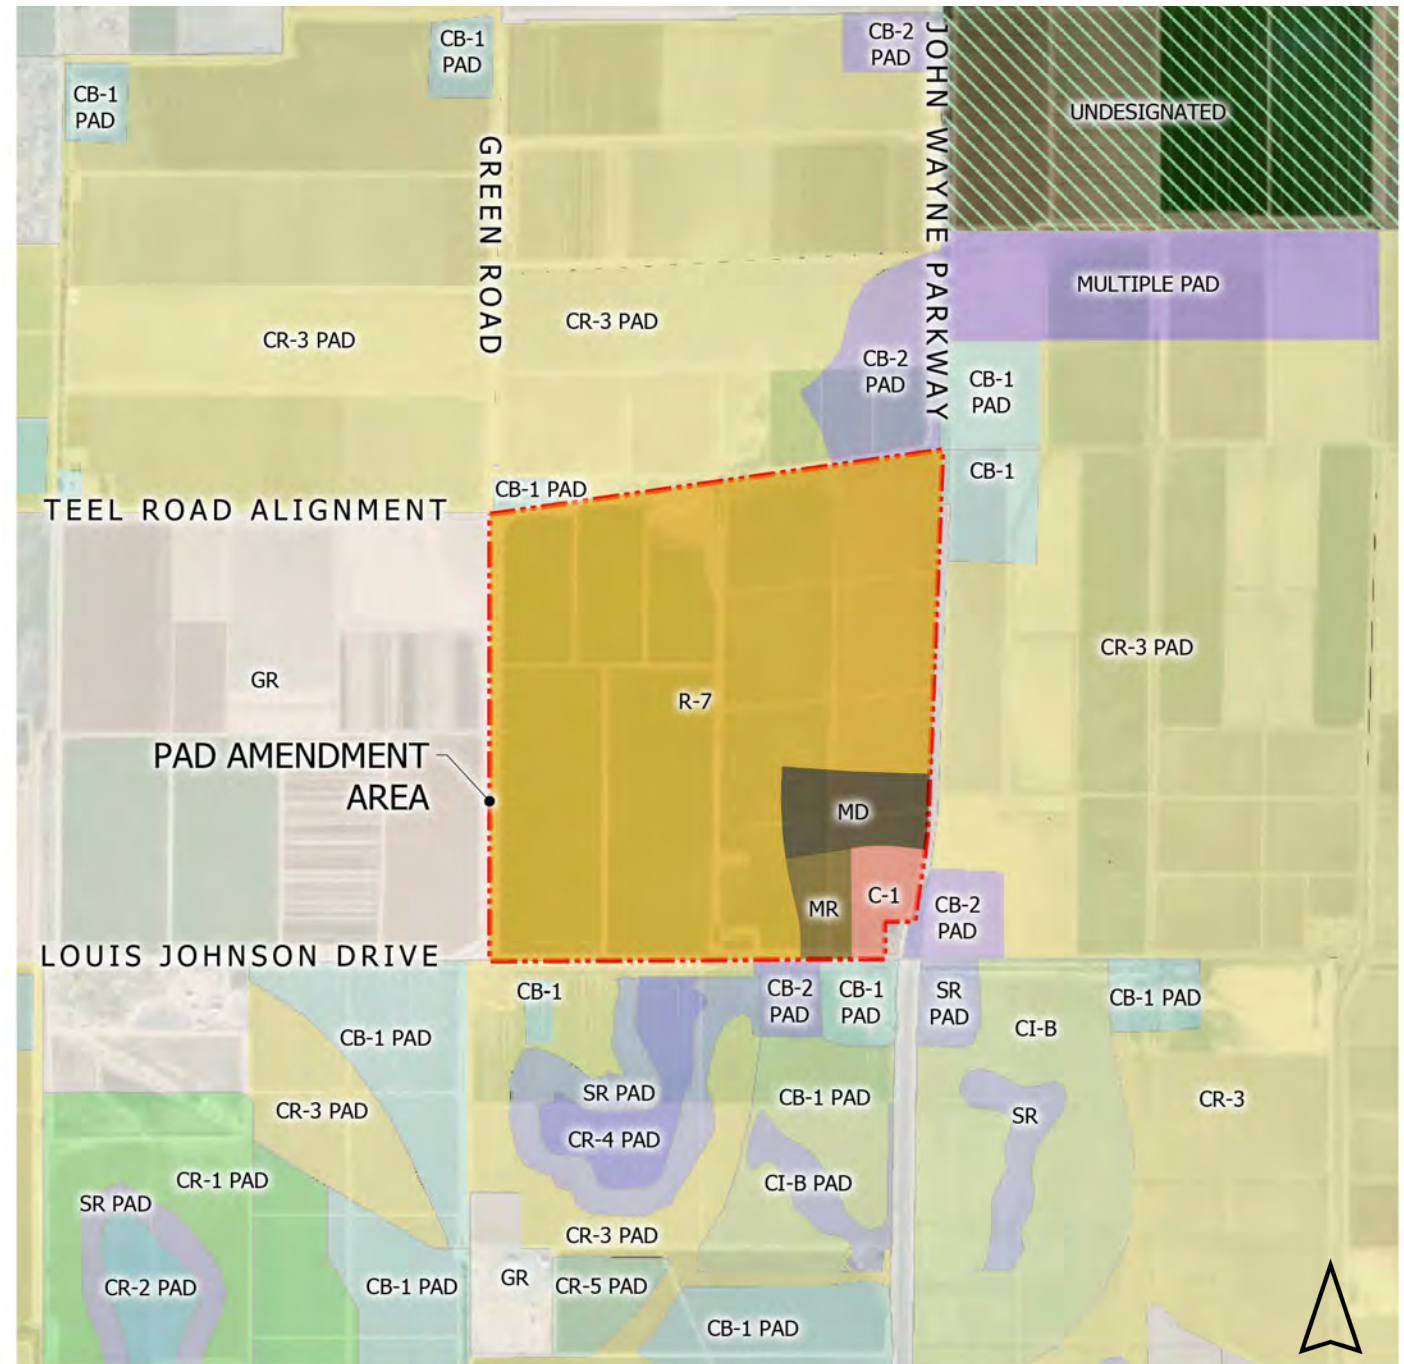 CB-1
PAD
CB-2
PAD
CB-1
PAD
JOHN WAYNE PARKWAY
UNDESIGNATED
GREEN ROAD
MULTIPLE PAD
CR-3 PAD
CR-3 PAD
CB-2
PAD
CB-1
PAD
CB-1
CB-1 PAD
TEEL ROAD ALIGNMENT
GR
R-7
CR-3 PAD
PAD AMENDMENT
AREA
MD
MR
C-1
CB-2
PAD
LOUIS JOHNSON DRIVE
CB-1
CB-2
PAD
CB-1
PAD
SR
PAD
CB-1 PAD
CI-B
CB-1 PAD
SR PAD
CB-1 PAD
CR-3
CR-3 PAD
SR
CR-4 PAD
CR-1 PAD
CI-B PAD
SR PAD
CR-3 PAD
CR-2 PAD
CB-1 PAD
GR
CR-5 PAD
CB-1 PAD